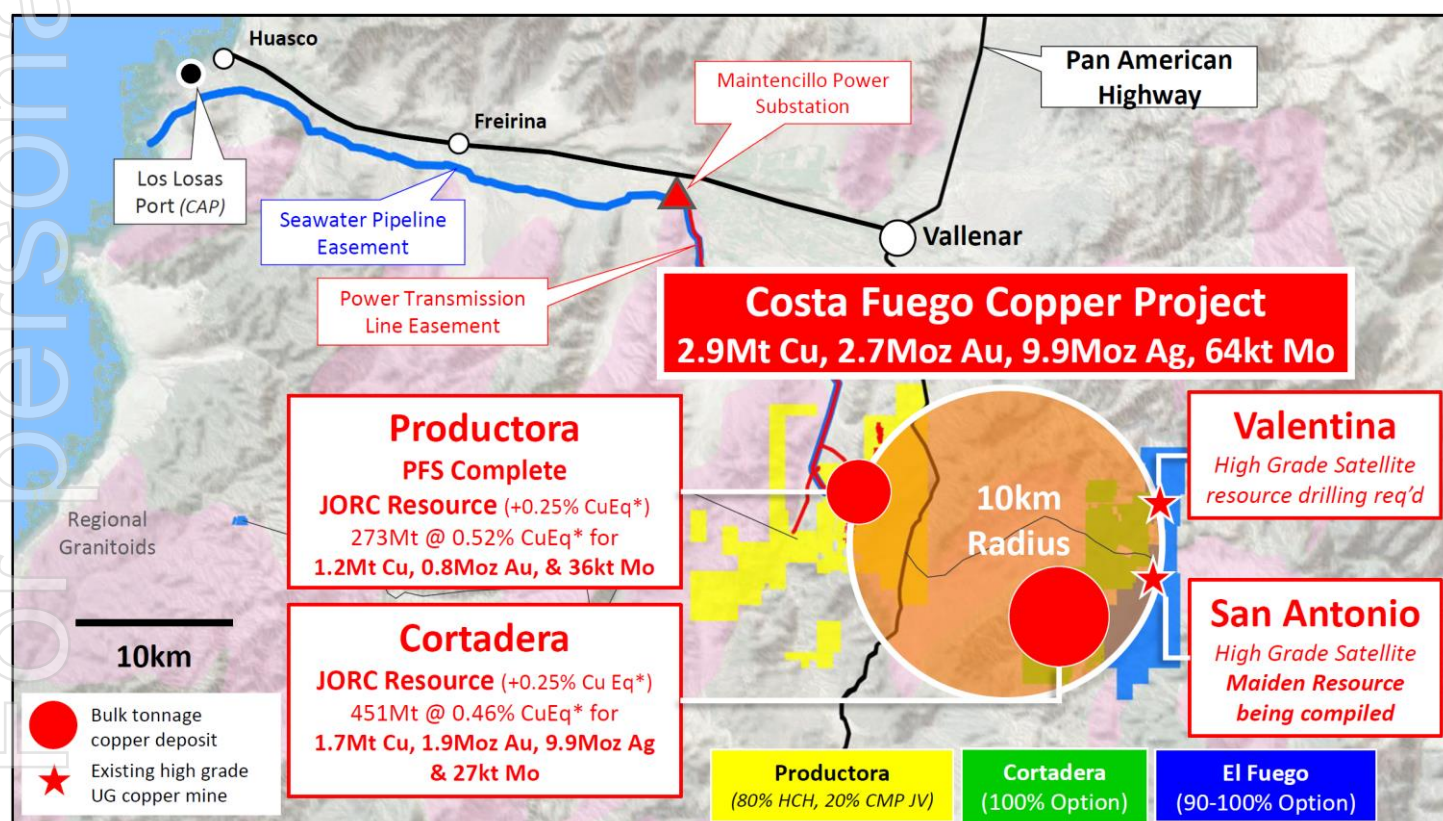 For personal
Huasco
Pan American
Highway
Maintencillo Power
Substation
Freirina
Los Losas
Port (CAP)
Seawater Pipeline
Easement
Vallenar
Power Transmission
Line Easement
Costa Fuego Copper Project
2.9Mt Cu, 2.7Moz Au, 9.9Moz Ag, 64kt Mo
Productora
PFS Complete
JORC Resource (+0.25% CuEq*)
273Mt @ 0.52% CuEq* for
1.2Mt Cu, 0.8Moz Au, & 36kt Mo
Valentina
High Grade Satellite
resource drilling req'd
10km
Radius
Regional
Granitoids
Cortadera
JORC Resource (+0.25% Cu Eq*)
451Mt @ 0.46% CuEq* for
1.7Mt Cu, 1.9Moz Au, 9.9Moz Ag
& 27kt Mo
San Antonio
High Grade Satellite
Maiden Resource
being compiled
10km
Bulk tonnage
copper deposit
Existing high grade
UG copper mine
Productora
(80% HCH, 20% CMP JV)
Cortadera
(100% Option)
El Fuego
(90-100% Option)